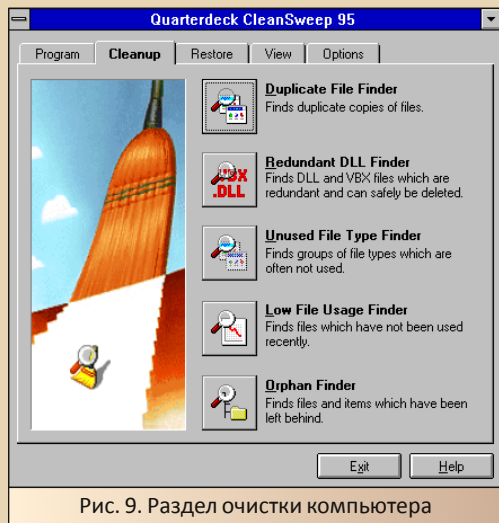 Quarterdeck CleanSweep 95
Program Cleanup Restore View Options
Duplicate File Finder
Finds duplicate copies of files.
VBX
.DLL
Redundant DLL Finder
Finds DLL and VBX files which are
redundant and can safely be deleted.
Unused File Type Finder
Finds groups of file types which are
often not used.
Low File Usage Finder
Finds files which have not been used
recently.
Orphan Finder
Finds files and items which have been
left behind.
Exit Help
Рис. 9. Раздел очистки компьютера